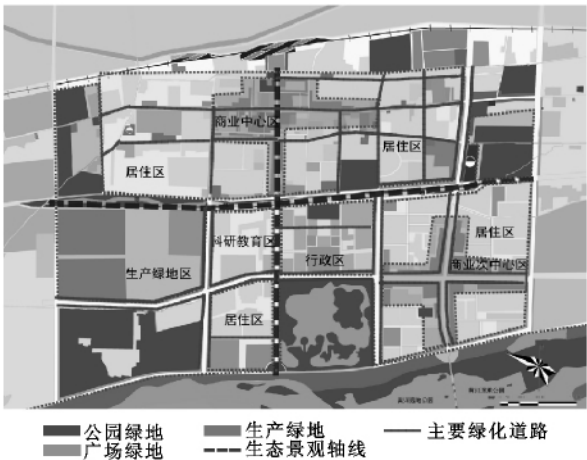 商业中心区
居住区
居住区
居住区
科研教育区
生产绿地区
行政区
商业次中心区
居住区
公园绿地
生产绿地
主要绿化道路
广场绿地
生态景观轴线